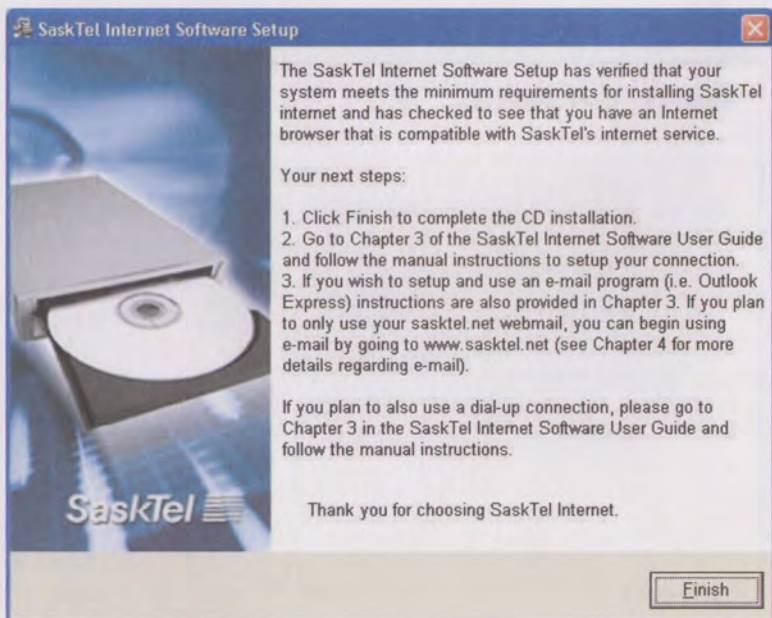 SaskTel Internet Software Setup
The SaskTel Internet Software Setup has verified that your
system meets the minimum requirements for installing SaskTel
internet and has checked to see that you have an Internet
browser that is compatible with SaskTel's internet service.
Your next steps:
1. Click Finish to complete the CD installation.
2. Go to Chapter 3 of the SaskTel Internet Software User Guide
and follow the manual instructions to setup your connection.
3. If you wish to setup and use an e-mail program (i.e. Outlook
Express) instructions are also provided in Chapter 3. If you plan
to only use your sasktel.net webmail, you can begin using
e-mail by going to www.sasktel.net (see Chapter 4 for more
details regarding e-mail).
If you plan to also use a dial-up connection, please go to
Chapter 3 in the SaskTel Internet Software User Guide and
follow the manual instructions.
SaskTel
Thank you for choosing SaskTel Internet.
Finish